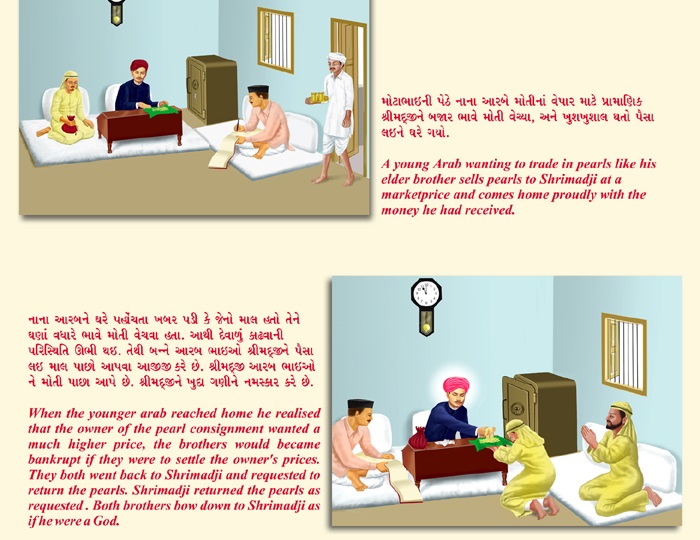 મોટાભાઇની પેઠે નાના આરબે મોતીનાં વેપાર માટે પ્રામાણિક
શ્રીમદ્જીને બજાર ભાવે મોતી વેચ્યા, અને ખુશખુશાલ થતો પૈસા
લઇને ઘરે ગયો.
A young Arab wanting to trade in pearls like his
elder brother sells pearls to Shrimadji at a
marketprice and comes home proudly with the
money he had received.
નાના આરબને ઘરે પહોંચતા ખબર પડી કે જેનો માલ હતો તેને
ઘણાં વધારે ભાવે મોતી વેચવા હતા. આથી દેવાળું કાઢવાની
પરિસ્થિતિ ઊભી થઇ. તેથી બન્ને આરબ ભાઇઓ શ્રીમદ્જીને પૈસા
લઇ માલ પાછો આપવા આજીજી કરે છે. શ્રીમદ્જી આરબ ભાઇઓ
ને મોતી પાછા આપે છે. શ્રીમદ્જીને ખુદા ગણીને નમસ્કાર કરે છે.
When the younger arab reached home he realised
that the owner of the pearl consignment wanted a
much higher price, the brothers would became
bankrupt if they were to settle the owner's prices.
They both went back to Shrimadji and requested to
return the pearls. Shrimadji returned the pearls as
requested . Both brothers bow down to Shrimadji as
if he were a God.